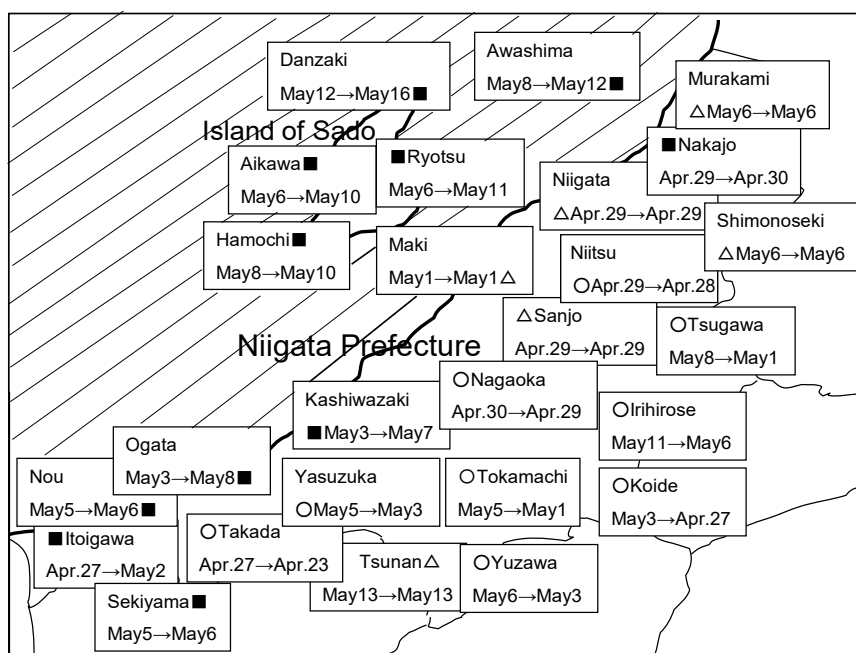 Danzaki
May12→May16■
Awashima
May8→May12■
Murakami
△May6→May6
Island of Sado
Aikawa■
May6→May10
■Ryotsu
May6→May11
■Nakajo
Apr.29→Apr.30
Niigata
△Apr.29→Apr.29
Shimonoseki
△May6→May6
Hamochi■
May8→May10
Maki
May1→May1△
Niitsu
○Apr.29→Apr.28
△Sanjo
Apr.29→Apr.29
○Tsugawa
May8→May1
Niigata Prefecture
○Nagaoka
Apr.30→Apr.29
Kashiwazaki
■May3→May7
○Irihirose
May11→May6
Ogata
May3→May8■
Nou
May5→May6■
Yasuzuka
○May5→May3
○Tokamachi
May5→May1
○Koide
May3→Apr.27
■Itoigawa
Apr.27→May2
○Takada
Apr.27→Apr.23
Tsunan△
May13→May13
○Yuzawa
May6→May3
Sekiyama■
May5→May6